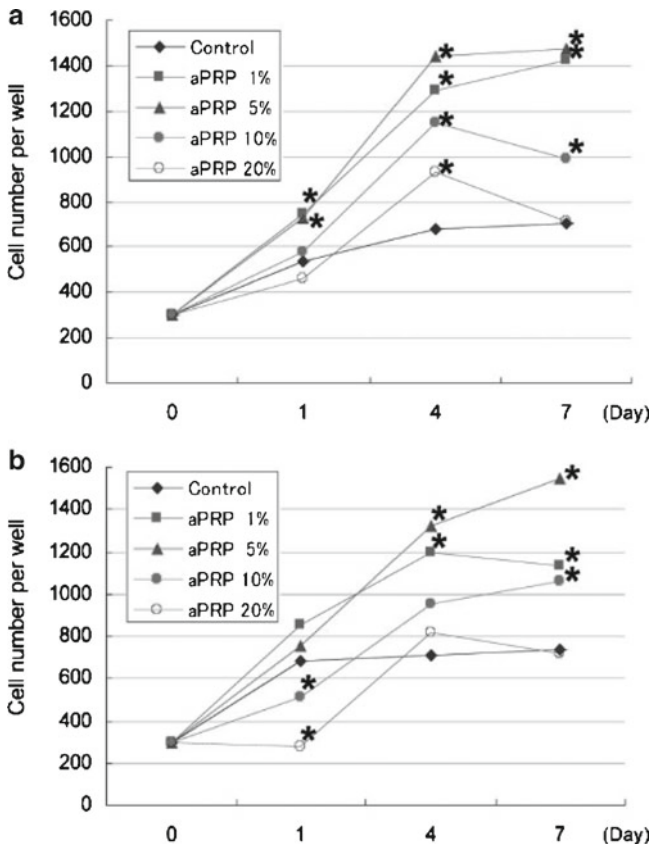 a
Cell number per well
1600
1400
1200
1000
800
600
400
200
0
Control
aPRP 1%
aPRP 5%
aPRP 10%
aPRP 20%
* * * * * * * * *
0 1 4 7 (Day)
b
Cell number per well
1600
1400
1200
1000
800
600
400
200
0
Control
aPRP 1%
aPRP 5%
aPRP 10%
aPRP 20%
* * * * * * *
0 1 4 7 (Day)